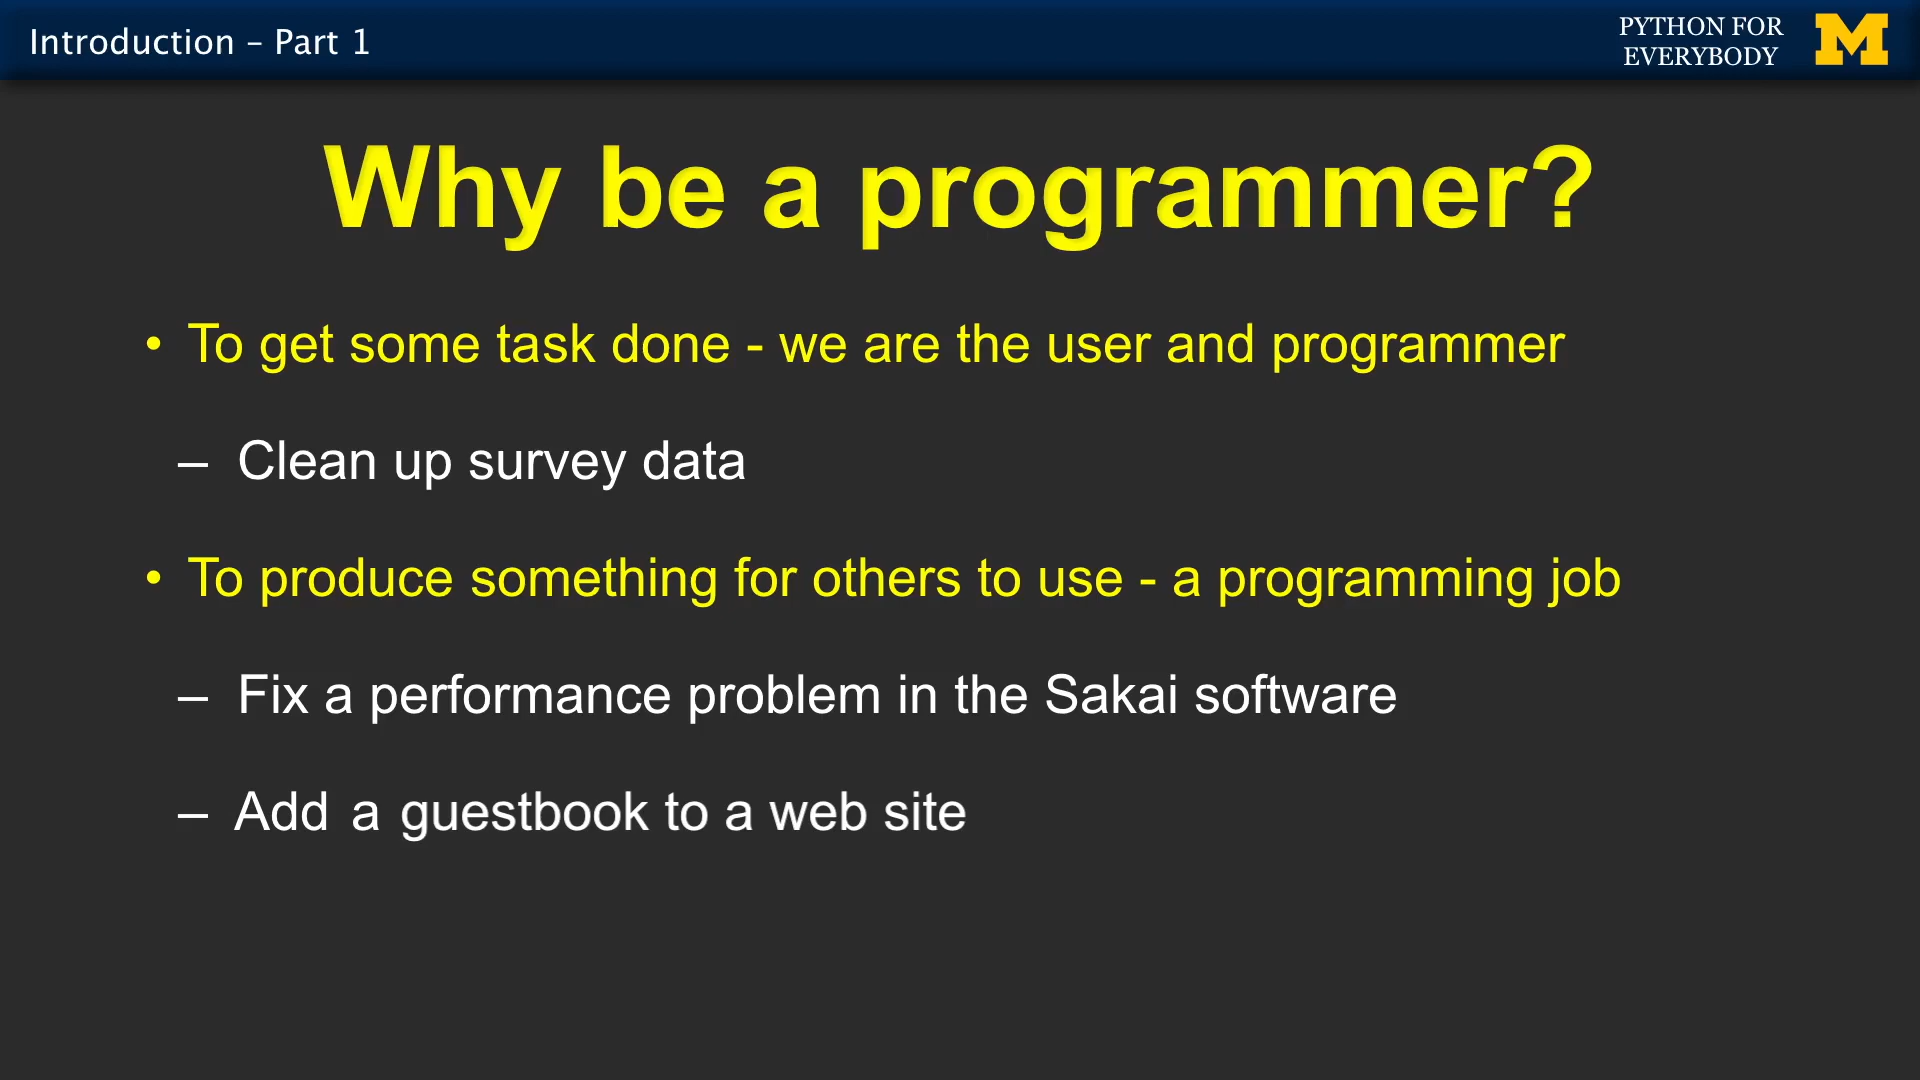 Introduction – Part 1
PYTHON FOR
EVERYBODY
M
Why be a programmer?
• To get some task done - we are the user and programmer
– Clean up survey data
• To produce something for others to use - a programming job
– Fix a performance problem in the Sakai software
– Add a guestbook to a web site